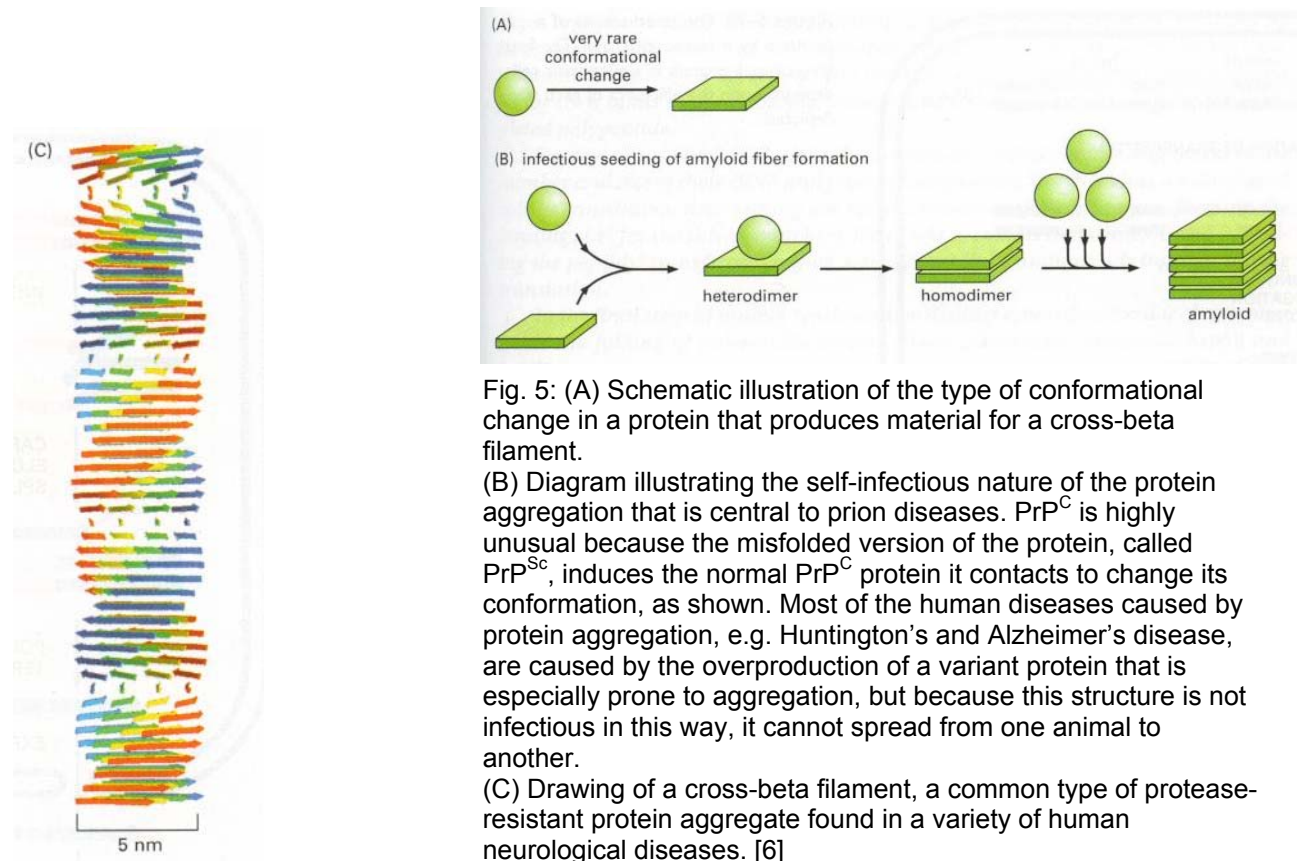 (A)
very rare
conformational
change
(B) infectious seeding of amyloid fiber formation
heterodimer
homodimer
amyloid
(C)
5 nm
Fig. 5: (A) Schematic illustration of the type of conformational
change in a protein that produces material for a cross-beta
filament.
(B) Diagram illustrating the self-infectious nature of the protein
aggregation that is central to prion diseases. PrP^C is highly
unusual because the misfolded version of the protein, called
PrP^Sc, induces the normal PrP^C protein it contacts to change its
conformation, as shown. Most of the human diseases caused by
protein aggregation, e.g. Huntington's and Alzheimer's disease,
are caused by the overproduction of a variant protein that is
especially prone to aggregation, but because this structure is not
infectious in this way, it cannot spread from one animal to
another.
(C) Drawing of a cross-beta filament, a common type of protease-
resistant protein aggregate found in a variety of human
neurological diseases. [6]